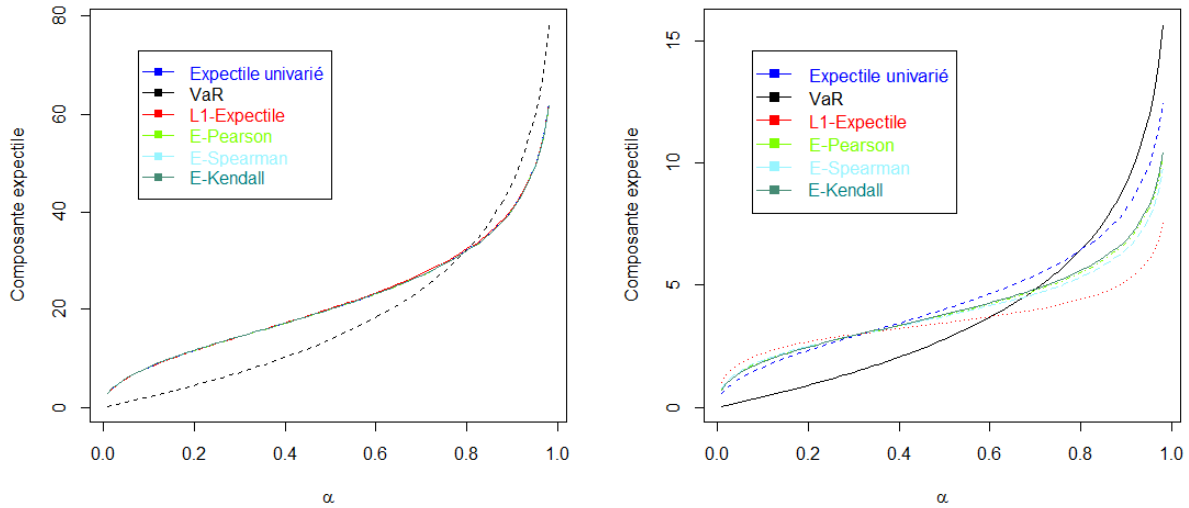 80
60
40
20
0
Composante expectile
Expectile univarié
VaR
L1-Expectile
E-Pearson
E-Spearman
E-Kendall
0.0 0.2 0.4 0.6 0.8 1.0
α
15
10
5
0
Composante expectile
Expectile univarié
VaR
L1-Expectile
E-Pearson
E-Spearman
E-Kendall
0.0 0.2 0.4 0.6 0.8 1.0
α